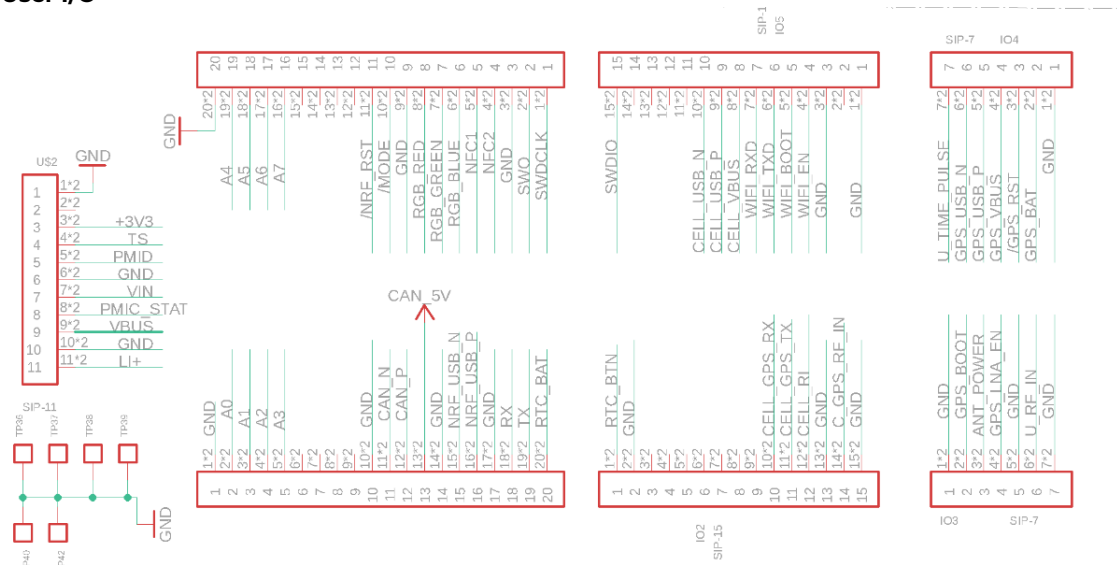 SIP-1
IO5
SIP-7 IO4
20 19 18 17 16 15 14 13 12 11 10 9 8 7 6 5 4 3 2 1
20*2 19*2 18*2 17*2 16*2 15*2 14*2 13*2 12*2 11*2 10*2 9*2 8*2 7*2 6*2 5*2 4*2 3*2 2*2 1*2
GND
A4
A5
A6
A7
/NRF_RST
/MODE
GND
RGB_RED
RGB_GREEN
RGB_BLUE
NFC1
NFC2
GND
SWO
SWDCLK
15 14 13 12 11 10 9 8 7 6 5 4 3 2 1
15*2 14*2 13*2 12*2 11*2 10*2 9*2 8*2 7*2 6*2 5*2 4*2 3*2 2*2 1*2
SWDIO
CELL_USB_N
CELL_USB_P
CELL_VBUS
WIFI_RXD
WIFI_TXD
WIFI_BOOT
WIFI_EN
GND
GND
7 6 5 4 3 2 1
7*2 6*2 5*2 4*2 3*2 2*2 1*2
U_TIME_PULSE
GPS_USB_N
GPS_USB_P
GPS_VBUS
/GPS_RST
GPS_BAT
GND
US2
GND
1 1*2
2 2*2
3 3*2 +3V3
4 4*2 TS
5 5*2 PMID
6 6*2 GND
7 7*2 VIN
8 8*2 PMIC_STAT
9 9*2 VBUS
10 10*2 GND
11 11*2 LI+
SIP-11
TP36
TP37
TP38
TP39
GND
P40
P42
CAN_5V
GND
A0
A1
A2
A3
GND
CAN_N
CAN_P
GND
NRF_USB_N
NRF_USB_P
GND
RX
TX
RTC_BAT
1*2 2*2 3*2 4*2 5*2 6*2 7*2 8*2 9*2 10*2 11*2 12*2 13*2 14*2 15*2 16*2 17*2 18*2 19*2 20*2
1 2 3 4 5 6 7 8 9 10 11 12 13 14 15 16 17 18 19 20
RTC_BTN
GND
CELL_GPS_RX
CELL_GPS_TX
CELL_RI
GND
C_GPS_RF_IN
GND
1*2 2*2 3*2 4*2 5*2 6*2 7*2 8*2 9*2 10*2 11*2 12*2 13*2 14*2 15*2
1 2 3 4 5 6 7 8 9 10 11 12 13 14 15
IO2
SIP-15
GND
GPS_BOOT
ANT_POWER
GPS_LNA_EN
GND
U_RF_IN
GND
1*2 2*2 3*2 4*2 5*2 6*2 7*2
1 2 3 4 5 6 7
IO3 SIP-7